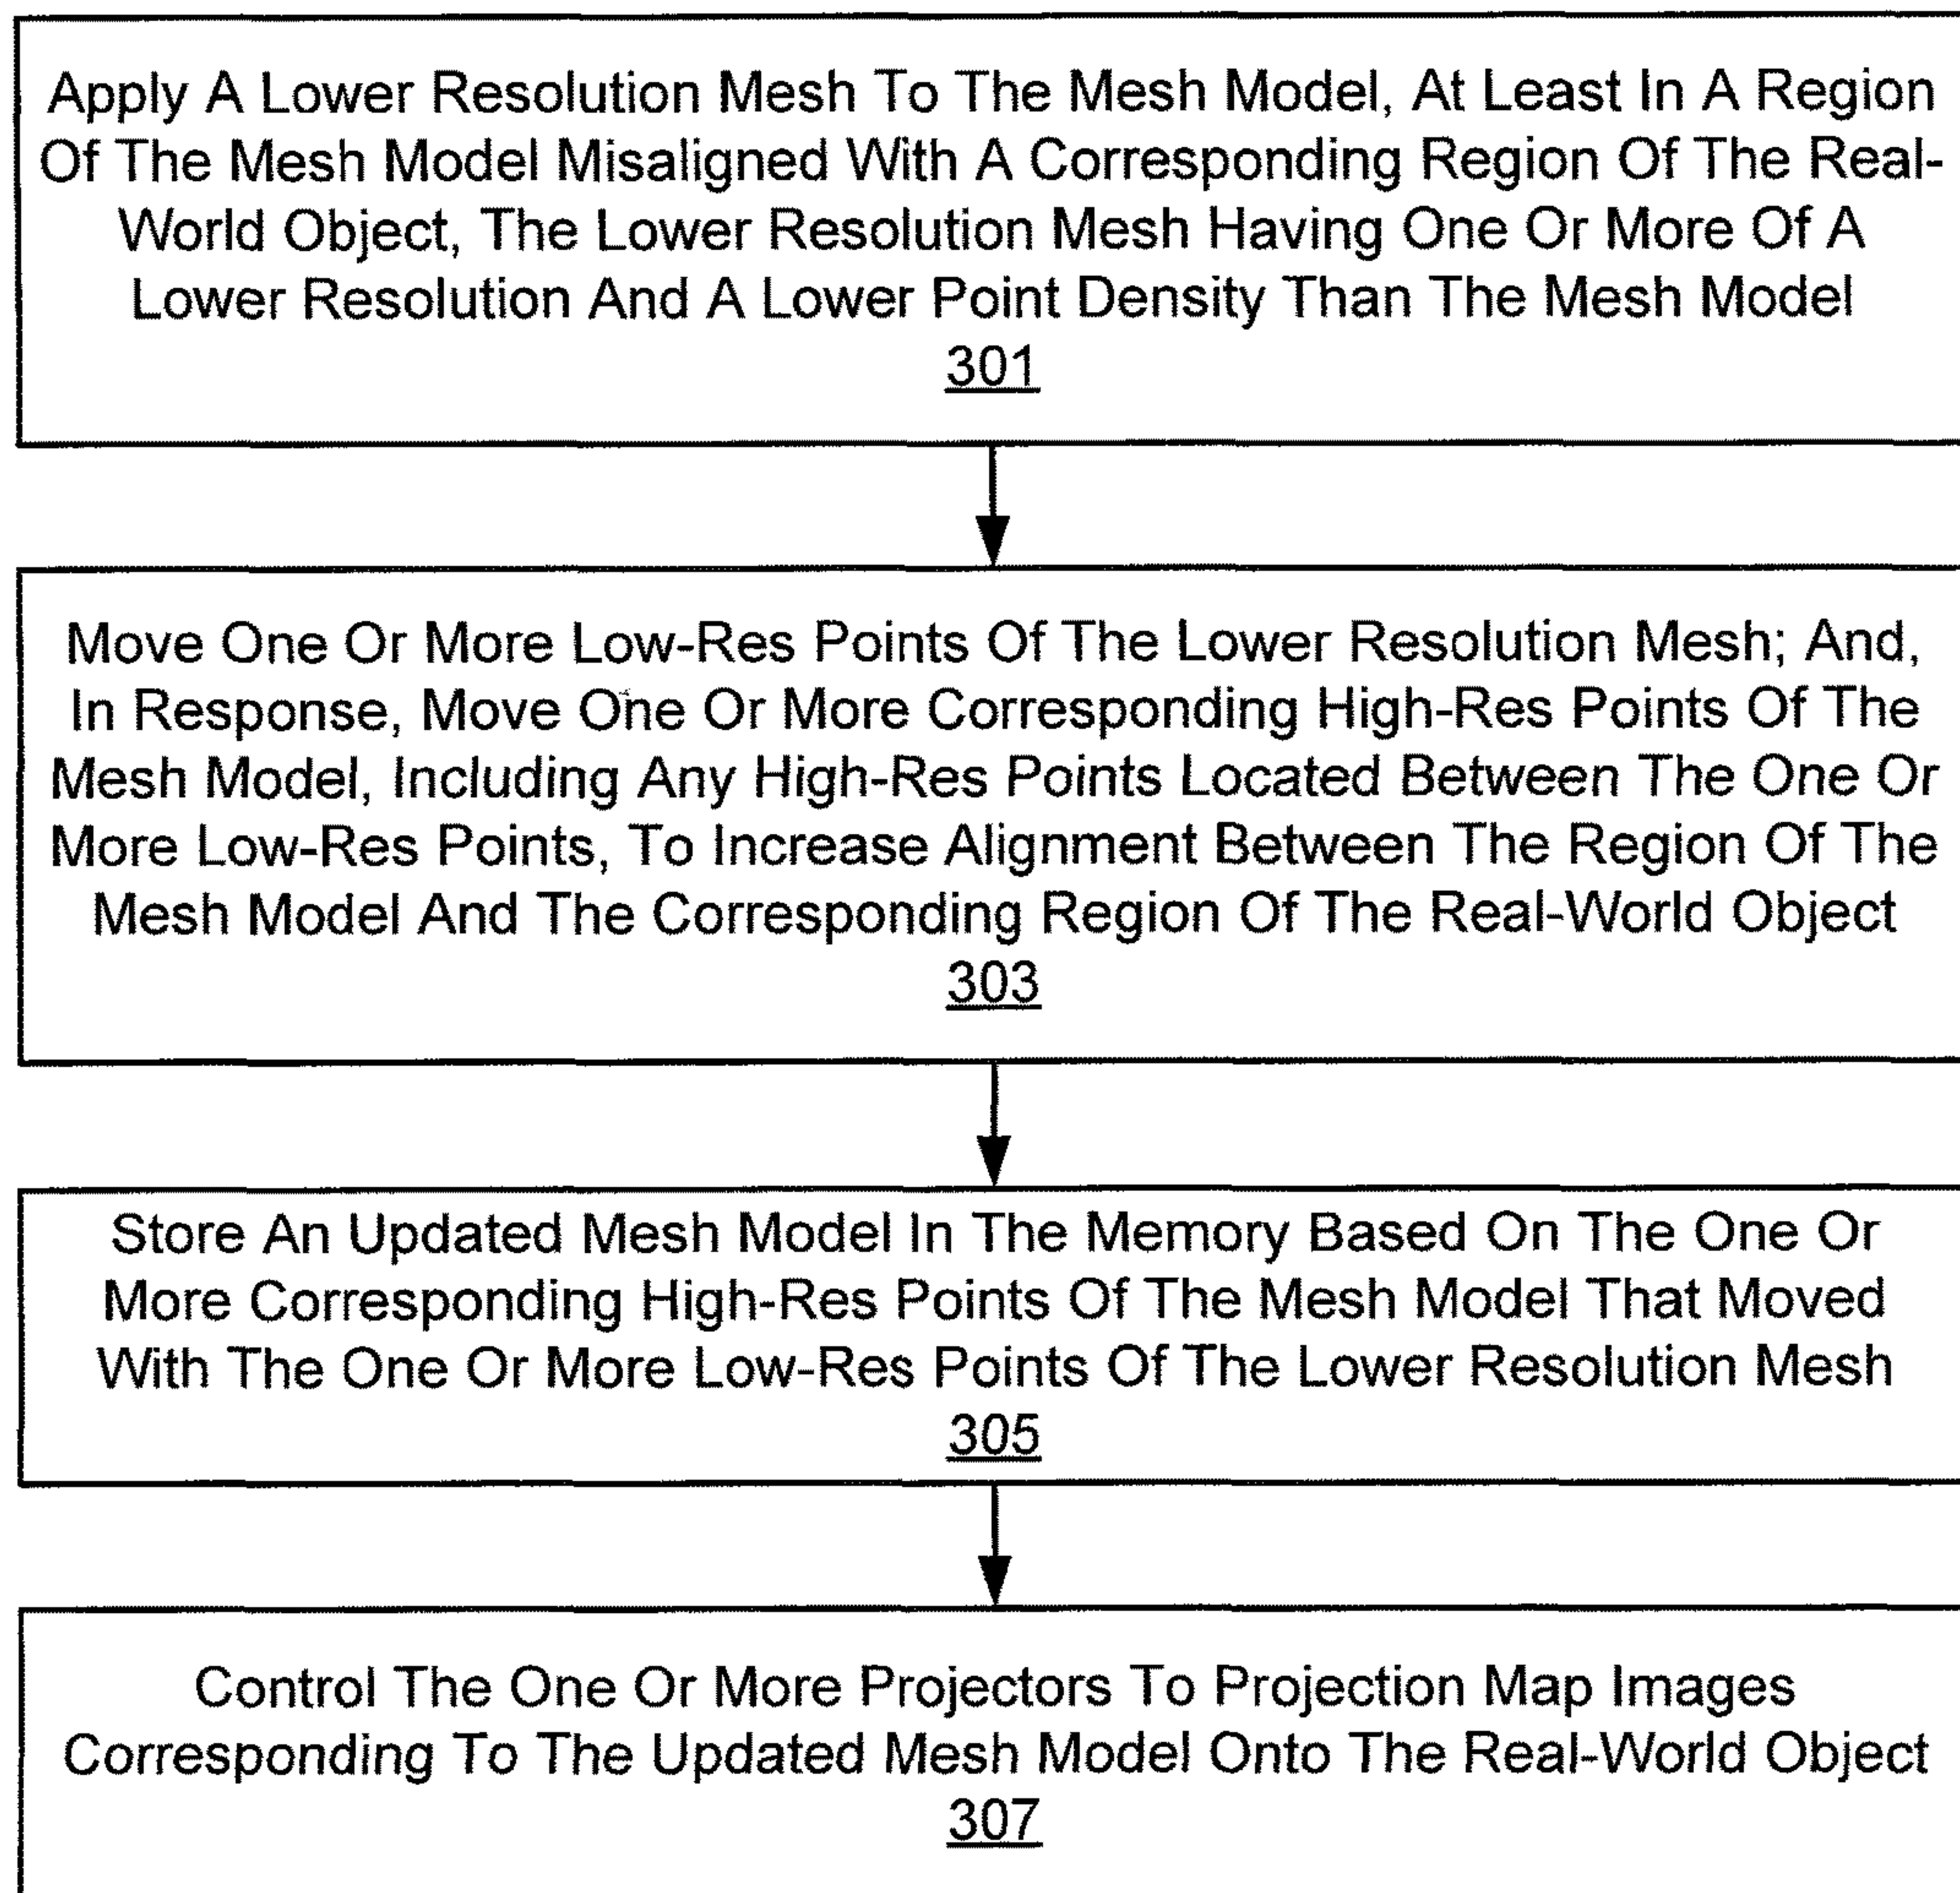 Apply A Lower Resolution Mesh To The Mesh Model, At Least In A Region
Of The Mesh Model Misaligned With A Corresponding Region Of The Real-
World Object, The Lower Resolution Mesh Having One Or More Of A
Lower Resolution And A Lower Point Density Than The Mesh Model
301
Move One Or More Low-Res Points Of The Lower Resolution Mesh; And,
In Response, Move One Or More Corresponding High-Res Points Of The
Mesh Model, Including Any High-Res Points Located Between The One Or
More Low-Res Points, To Increase Alignment Between The Region Of The
Mesh Model And The Corresponding Region Of The Real-World Object
303
Store An Updated Mesh Model In The Memory Based On The One Or
More Corresponding High-Res Points Of The Mesh Model That Moved
With The One Or More Low-Res Points Of The Lower Resolution Mesh
305
Control The One Or More Projectors To Projection Map Images
Corresponding To The Updated Mesh Model Onto The Real-World Object
307